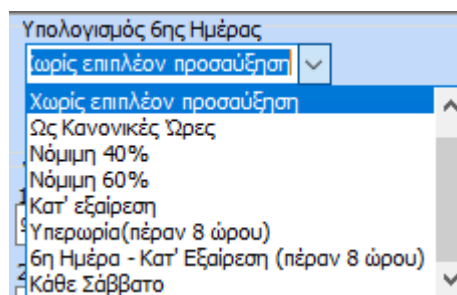 Υπολογισμός 6ης Ημέρας
ωρίς επιπλέον προσαύξηση
Χωρίς επιπλέον προσαύξηση
Ως Κανονικές Ώρες
Νόμιμη 40%
Νόμιμη 60%
Κατ' εξαίρεση
Υπερωρία(πέραν 8 ώρου)
6η Ημέρα - Κατ' Εξαίρεση (πέραν 8 ώρου)
Κάθε Σάββατο